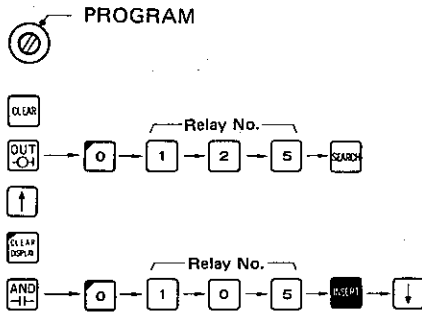 PROGRAM
CLEAR
Relay No.
OUT 0 1 2 5 SEARCH
↑
CLEAR DISPLAY
Relay No.
AND 0 1 0 5 INSERT ↓